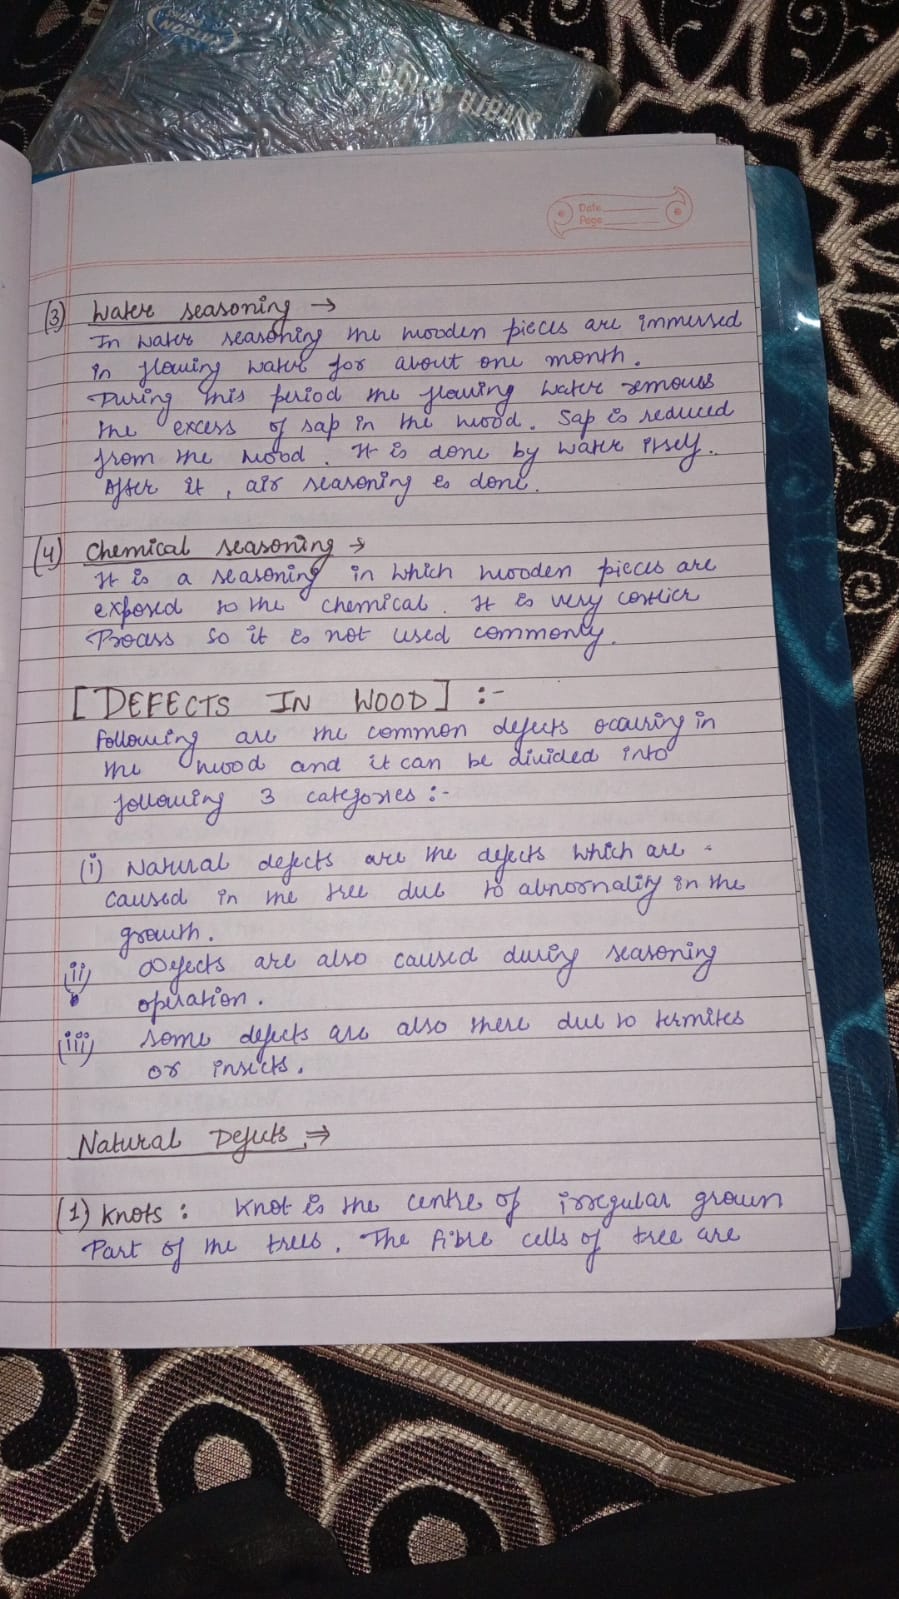 Date
Page
(3) Water seasoning →
In water seasoning the wooden pieces are immersed
in flowing water for about one month.
During this period the flowing water removes
the excess of sap in the wood. Sap is reduced
from the wood. It is done by water itself.
After it, air seasoning is done.
(4) Chemical seasoning →
It is a seasoning in which wooden pieces are
exposed to the chemical. It is very costlier
Process so it is not used commonly.
[DEFECTS IN WOOD] :-
Following are the common defects occuring in
the wood and it can be divided into
following 3 categories :-
(i) Natural defects are the defects which are
caused in the tree due to abnormality in the
growth.
(ii) Defects are also caused during seasoning
operation.
(iii) Some defects are also there due to termites
or insects.
Natural Defects ⇒
(1) Knots : Knot is the centre of irregular grown
Part of the trees. The fibre cells of tree are